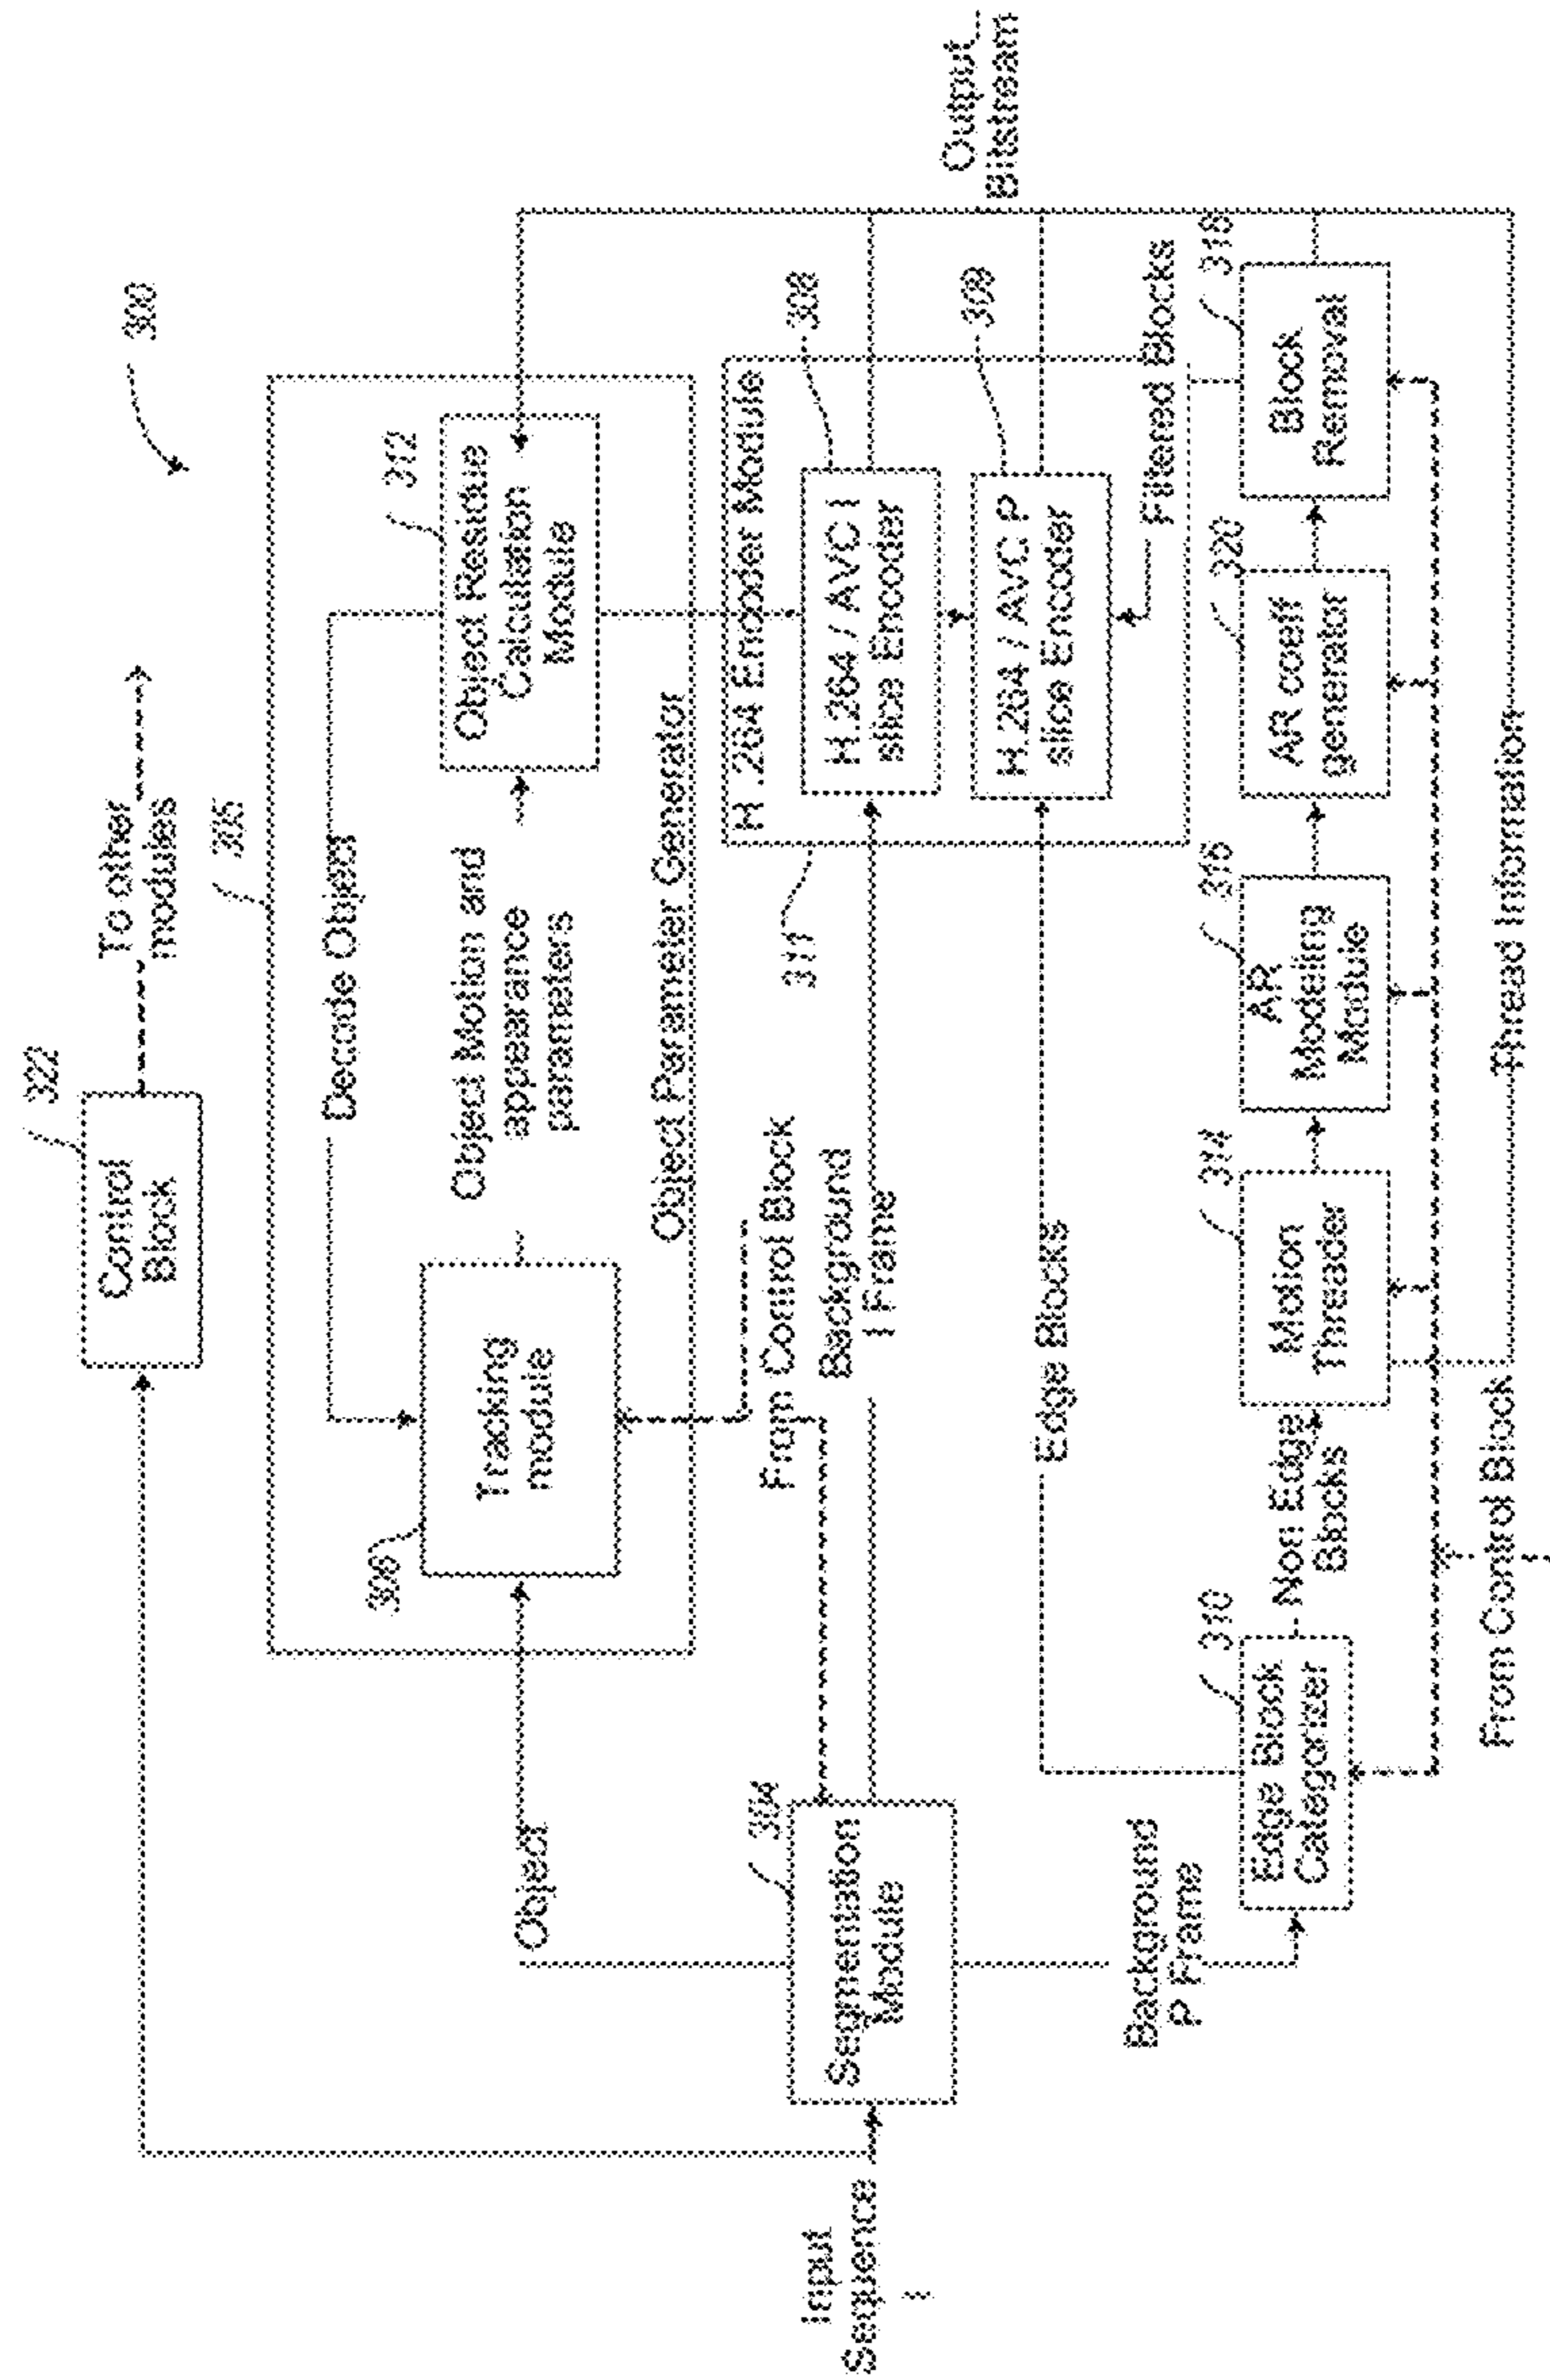 300
322
Control
Block
To other
modules
305
Decode Object
306
Tracking
module
Object Motion and
appearance
parameters
312
Object Residue
Calculation
Module
Object Parameter Generator
Object
From Control Block
304
Segmentation
Module
Input
Sequence
Background
I Frame
311
H .264 Encoder Module
308
H.264 / AVC I
slice Encoder
309
H.264 / AVC P
slice Encoder
Output
Bitstream
Edge Blocks
Filtered Blocks
Background
P Frame
310
Edge Block
Categorizer
Non Edge
Blocks
314
Motion
Threader
316
AR
Modeling
Module
320
AR coeff
generator
318
Block
Removal
From Control Block
Thread Information